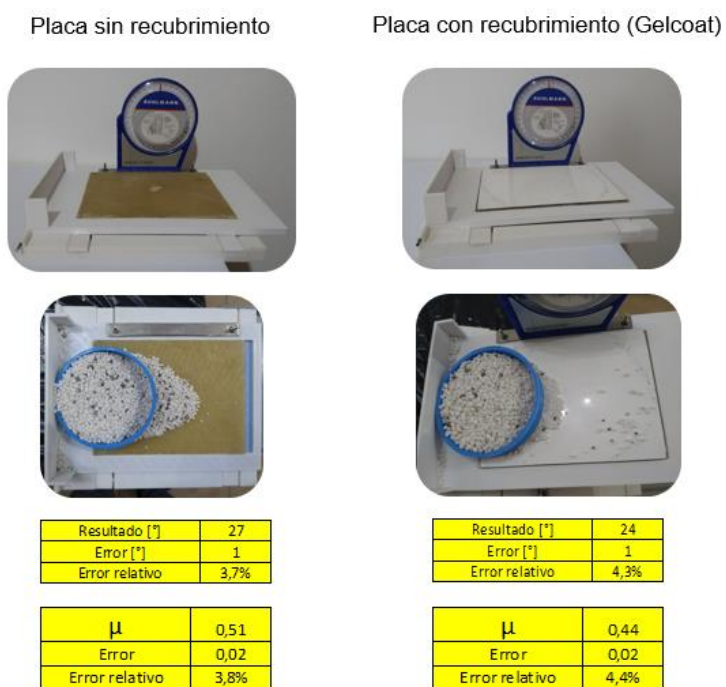 Placa sin recubrimiento
Placa con recubrimiento (Gelcoat)
Resultado [°] 27
Error [°] 1
Error relativo 3,7%
Resultado [°] 24
Error [°] 1
Error relativo 4,3%
μ 0,51
Error 0,02
Error relativo 3,8%
μ 0,44
Error 0,02
Error relativo 4,4%